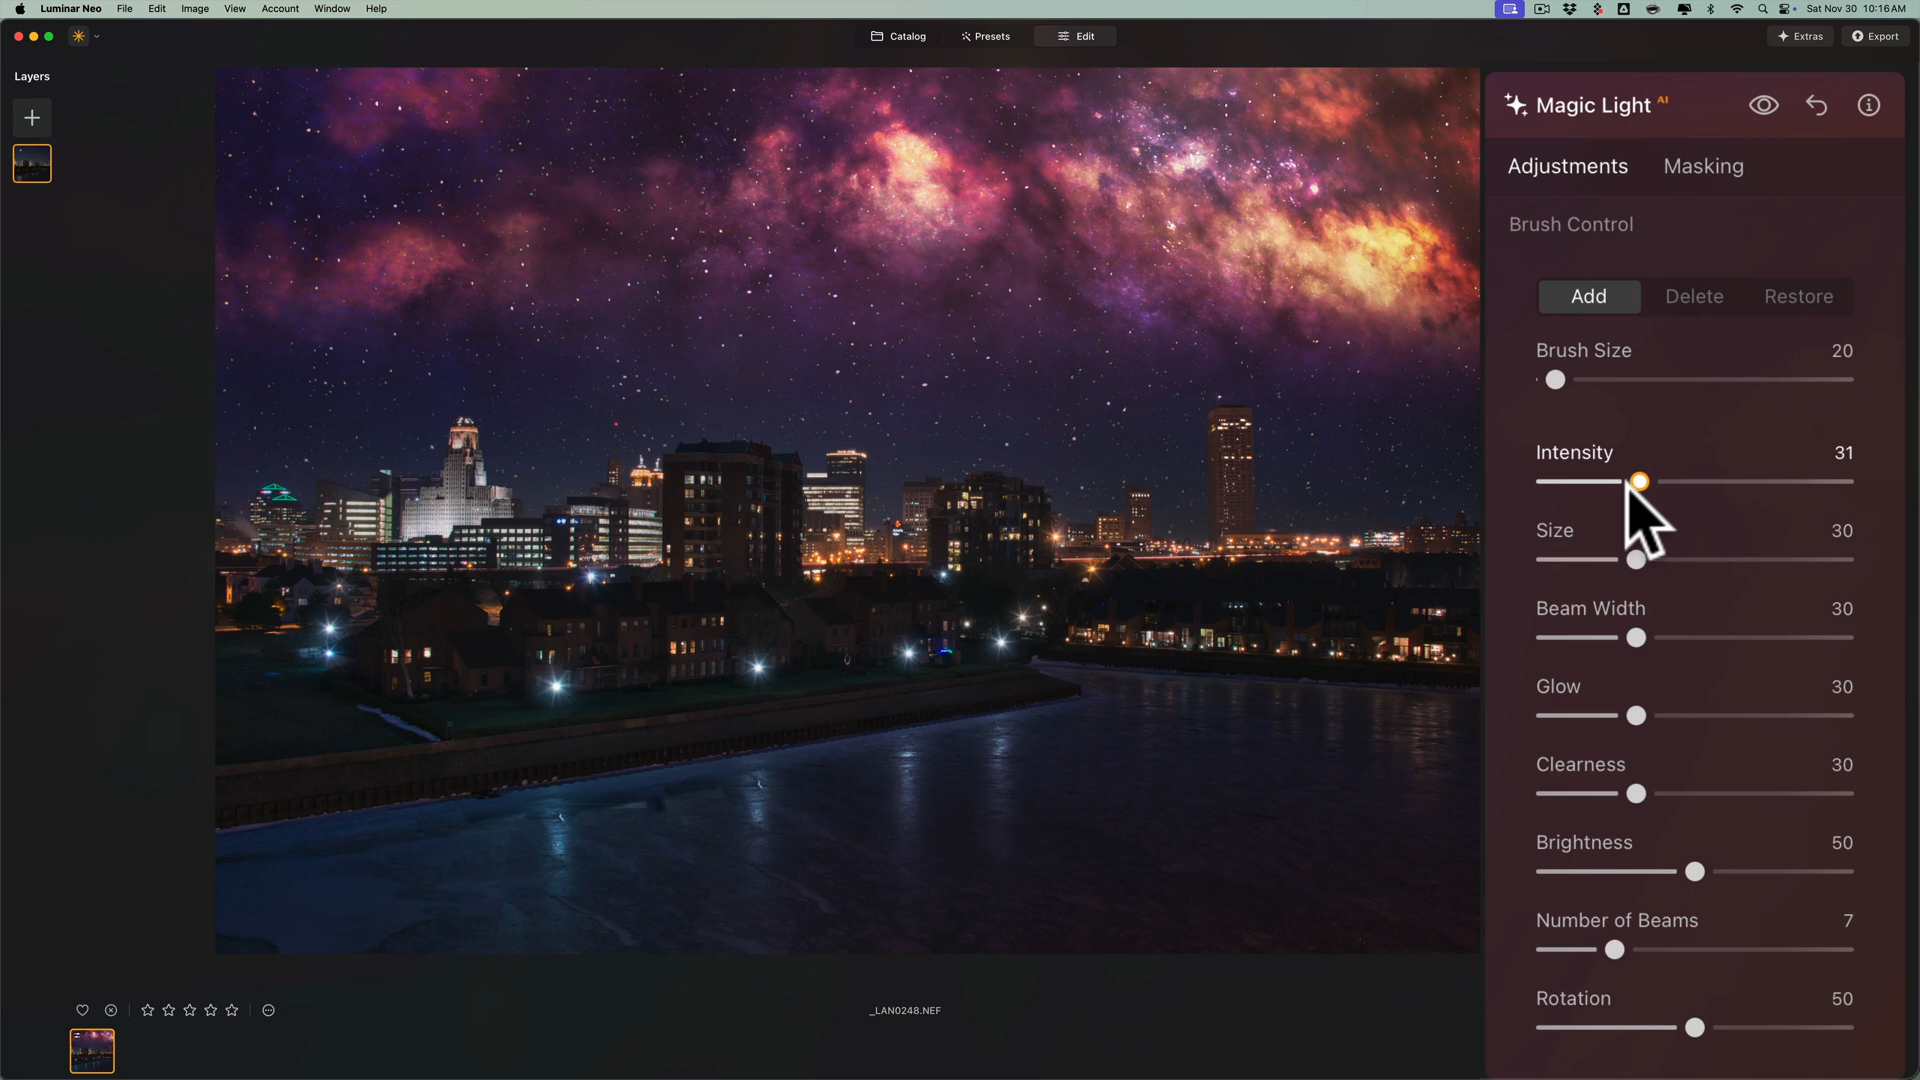 Luminar Neo File Edit Image View Account Window Help
Sat Nov 30 10:16 AM
Catalog Presets Edit
Extras Export
Layers
Magic Light AI
Adjustments Masking
Brush Control
Add Delete Restore
Brush Size 20
Intensity 31
Size 30
Beam Width 30
Glow 30
Clearness 30
Brightness 50
Number of Beams 7
Rotation 50
_LAN0248.NEF